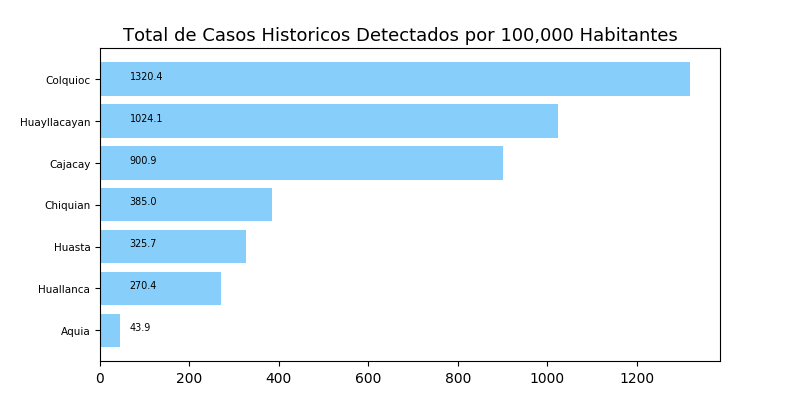 Total de Casos Historicos Detectados por 100,000 Habitantes
Colquioc 1320.4
Huayllacayan 1024.1
Cajacay 900.9
Chiquian 385.0
Huasta 325.7
Huallanca 270.4
Aquia 43.9
0 200 400 600 800 1000 1200